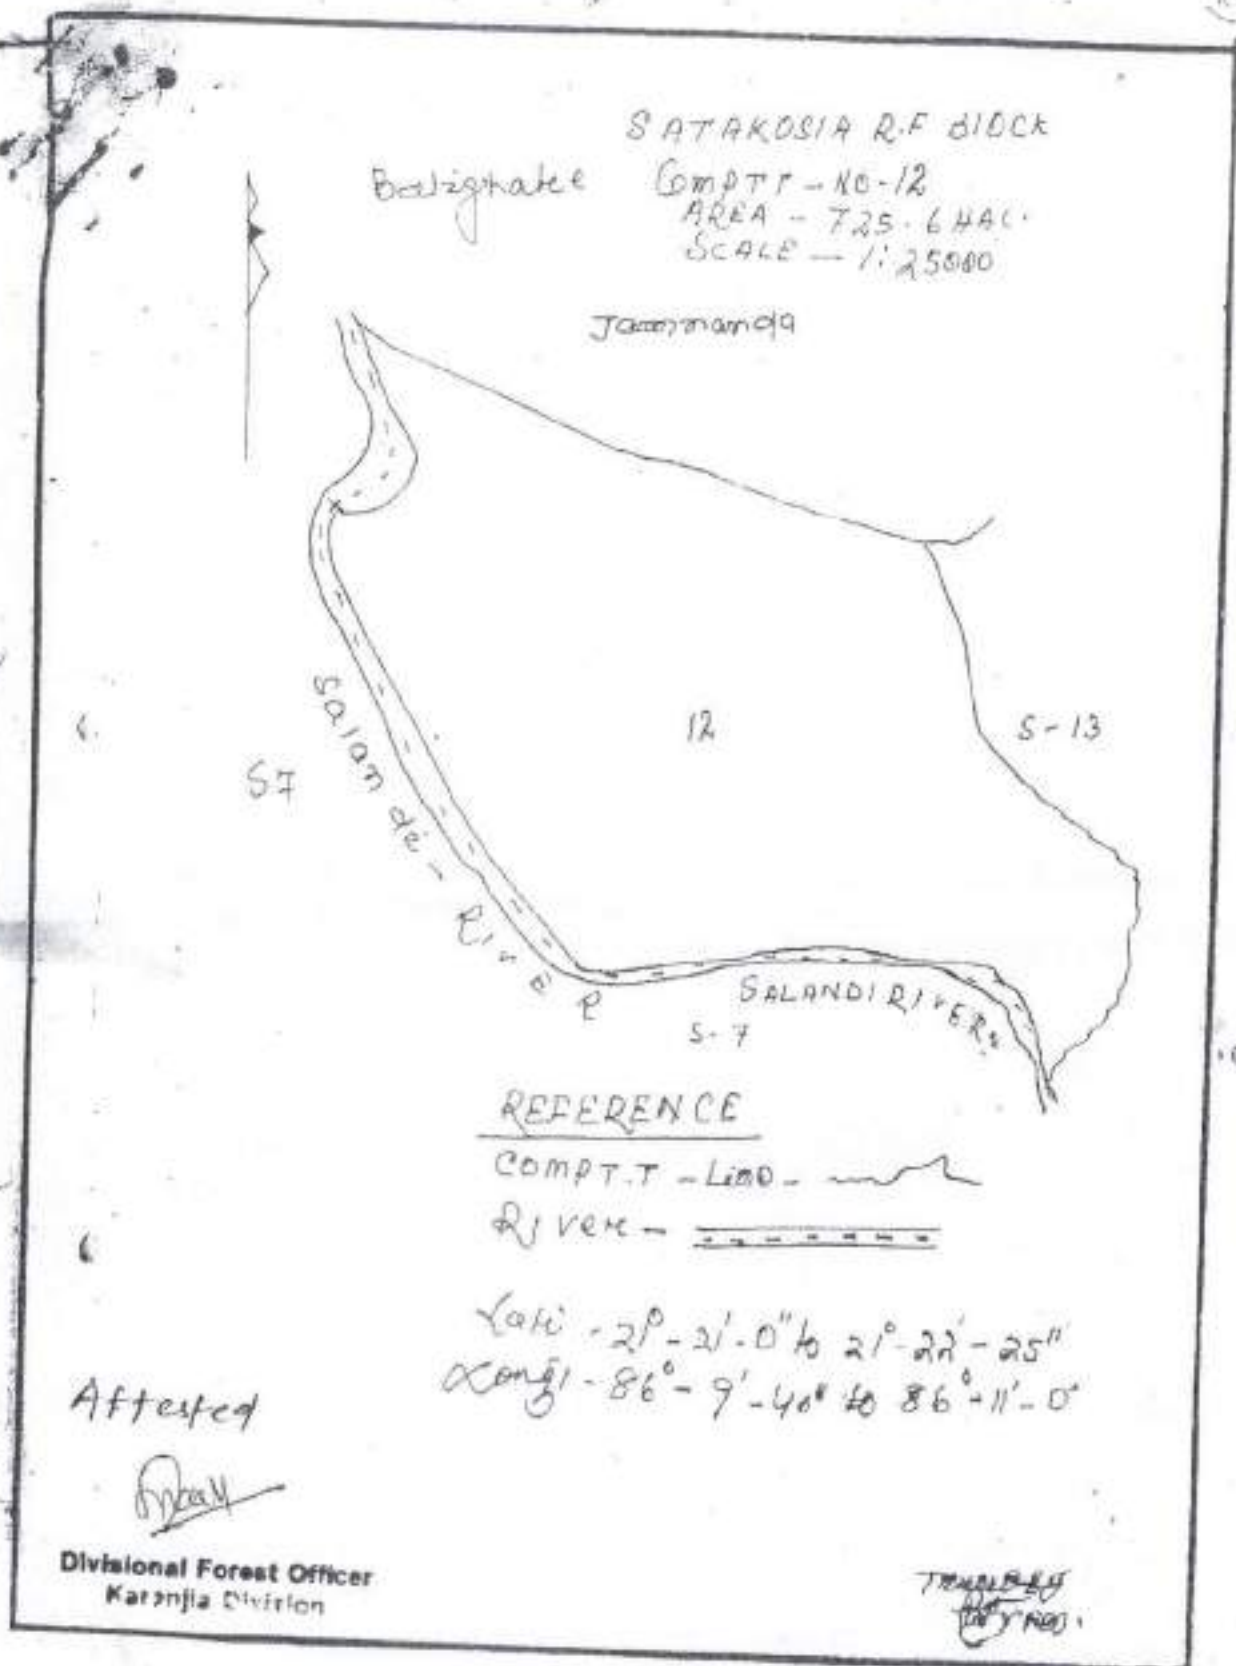 SATAKOSIA R.F BLOCK
COMPTT - NO - 12
AREA - 725.6 HAC.
SCALE - 1:25000
12
S-13
S7
Salandi - RivER
SALANDI RIVER
S-7
REFERENCE
COMPT.T - Line -
River -
Lati - 21° - 21' - 0" to 21° - 22' - 25"
Longi - 86° - 9' - 40" to 86° - 11' - 0"
Attested
Divisional Forest Officer
Karanjia Division